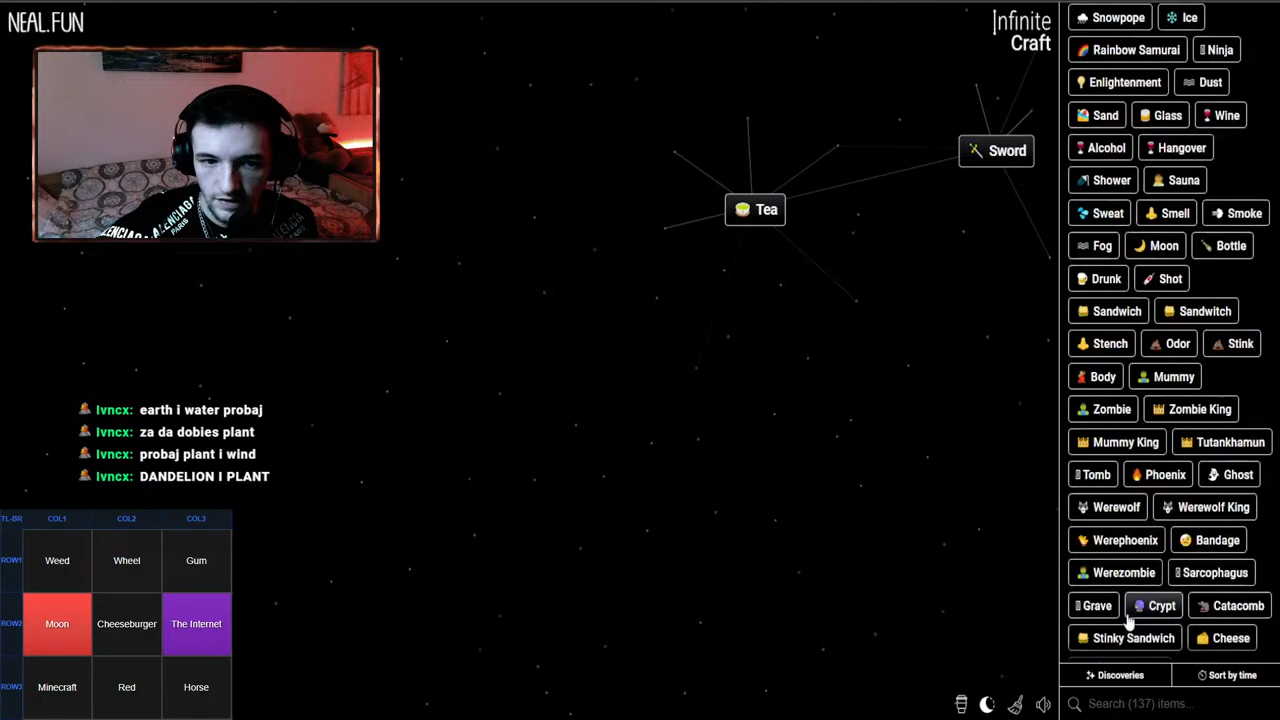 NEAL.FUN
Infinite
Craft
BALENCIAGA
PARIS
Tea
Sword
lvncx: earth i water probaj
lvncx: za da dobies plant
lvncx: probaj plant i wind
lvncx: DANDELION I PLANT
TL-BR COL1 COL2 COL3
ROW1 Weed Wheel Gum
ROW2 Moon Cheeseburger The Internet
ROW3 Minecraft Red Horse
Snowpope Ice
Rainbow Samurai Ninja
Enlightenment Dust
Sand Glass Wine
Alcohol Hangover
Shower Sauna
Sweat Smell Smoke
Fog Moon Bottle
Drunk Shot
Sandwich Sandwitch
Stench Odor Stink
Body Mummy
Zombie Zombie King
Mummy King Tutankhamun
Tomb Phoenix Ghost
Werewolf Werewolf King
Werephoenix Bandage
Werezombie Sarcophagus
Grave Crypt Catacomb
Stinky Sandwich Cheese
Discoveries Sort by time
Search (137) items...